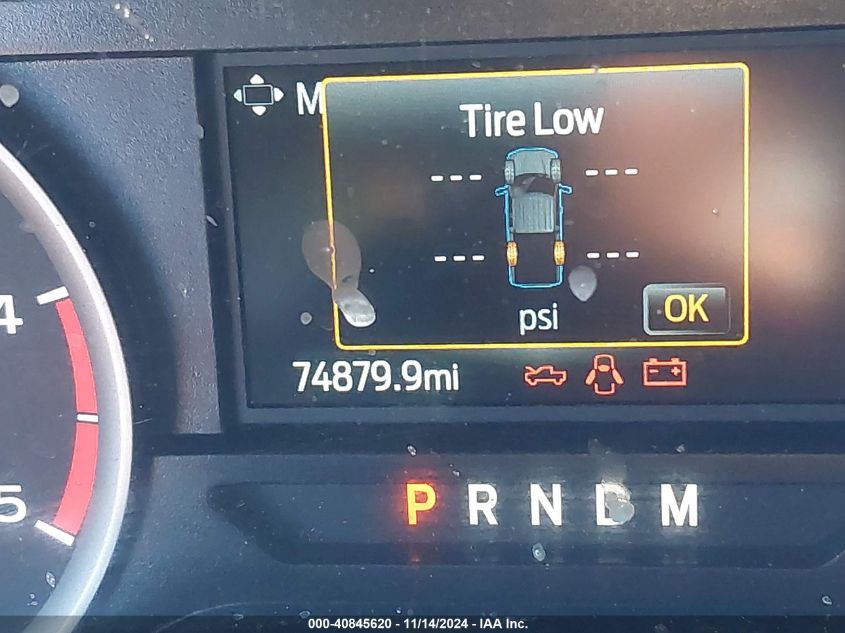 M
Tire Low
--- ---
--- ---
psi
OK
74879.9mi
4
5
P R N D M
000-40845620 - 11/14/2024 - IAA Inc.